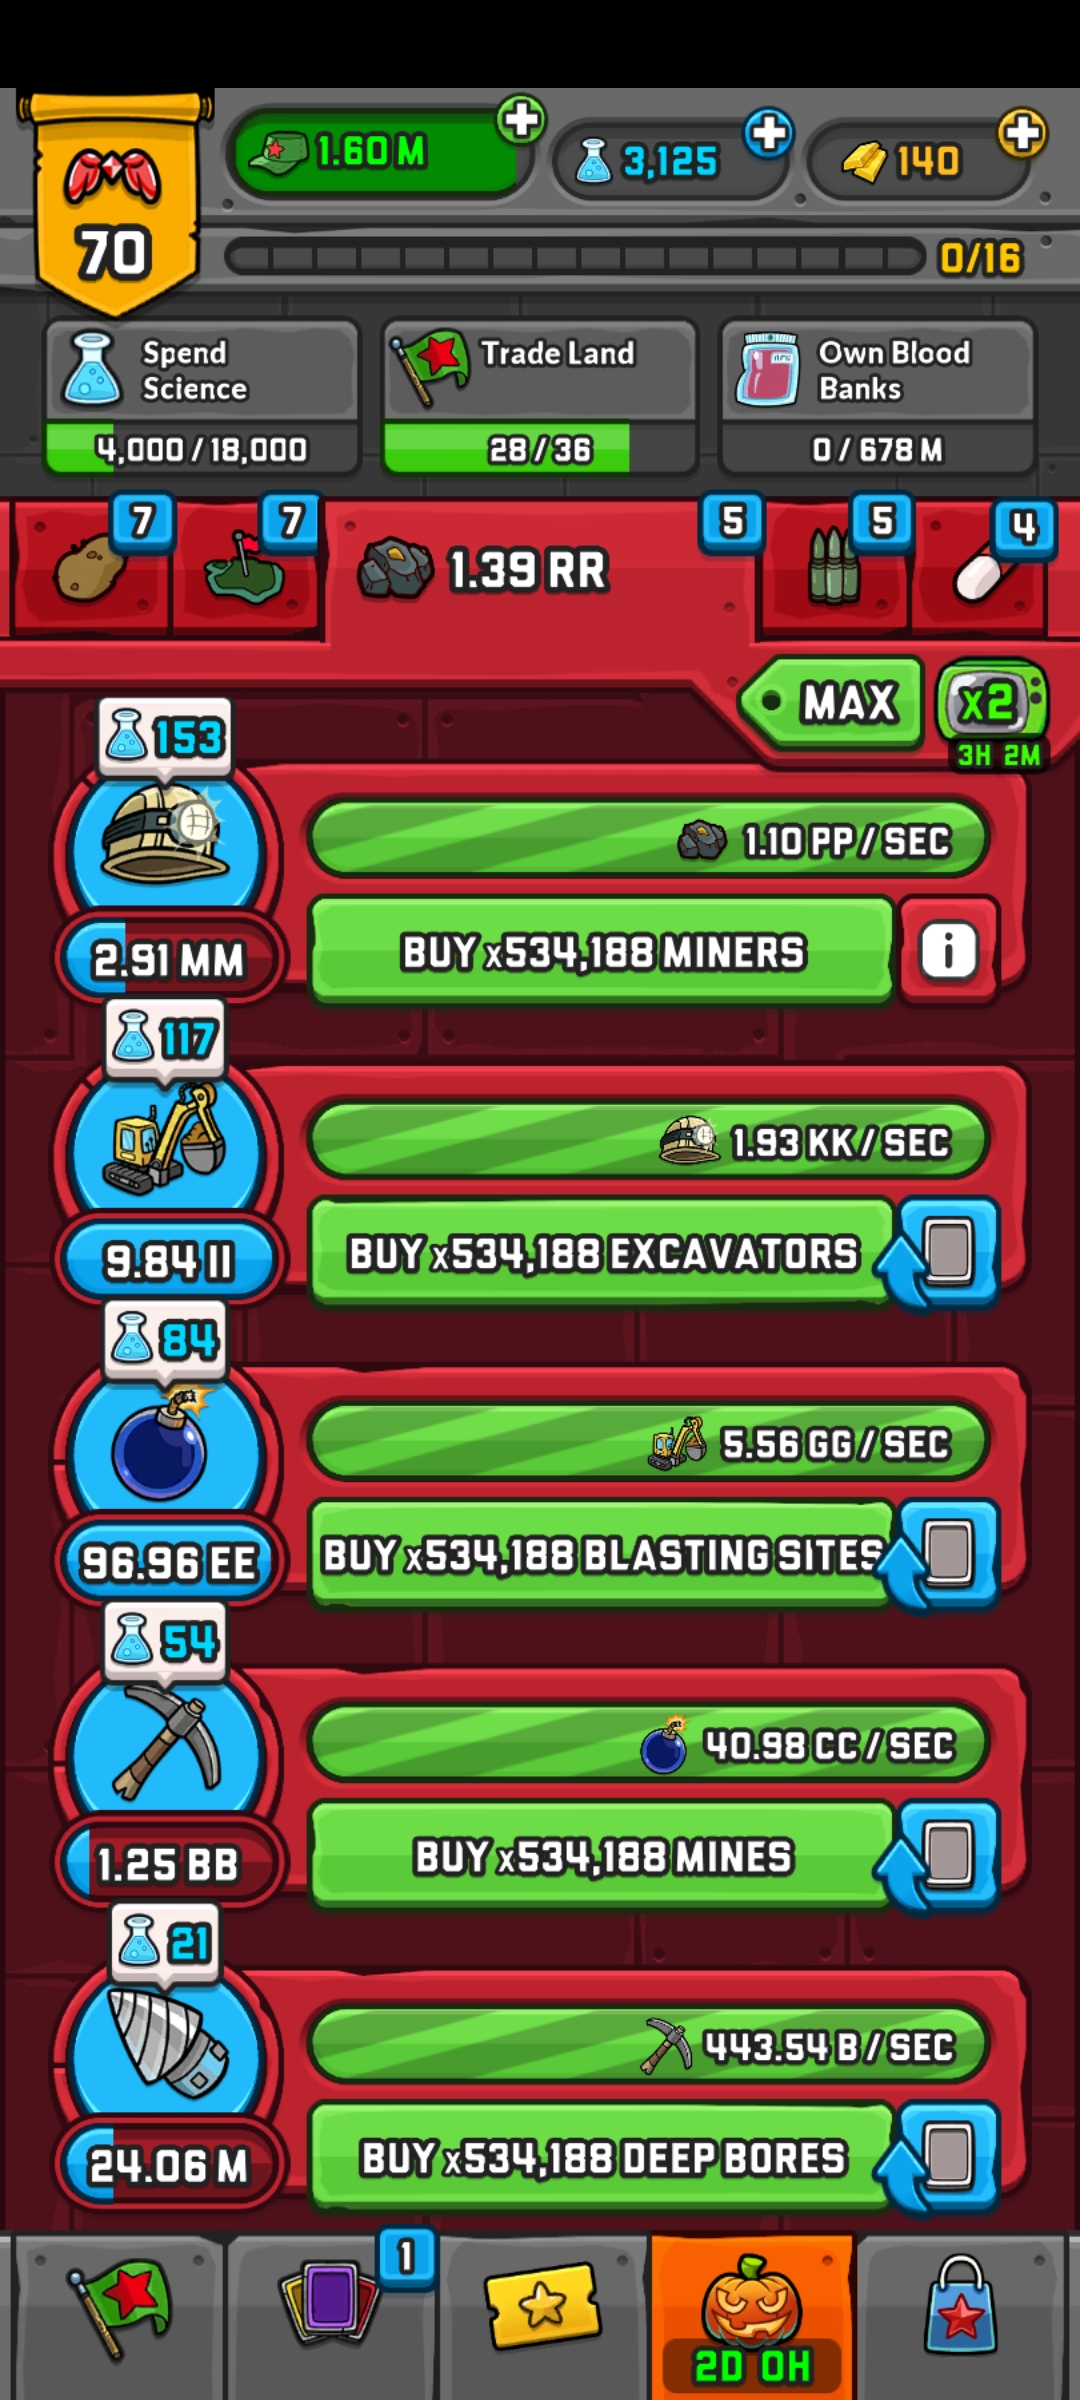 70
1.60 M
3,125
140
0/16
Spend
Science
4,000 / 18,000
Trade Land
28 / 36
Own Blood
Banks
0 / 678 M
7
7
1.39 RR
5
5
4
MAX
x2
3H 2M
153
1.10 PP / SEC
2.91 MM
BUY x534,188 MINERS
i
117
1.93 KK / SEC
9.84 II
BUY x534,188 EXCAVATORS
84
5.56 GG / SEC
96.96 EE
BUY x534,188 BLASTING SITES
54
40.98 CC / SEC
1.25 BB
BUY x534,188 MINES
21
443.54 B / SEC
24.06 M
BUY x534,188 DEEP BORES
1
2D 0H